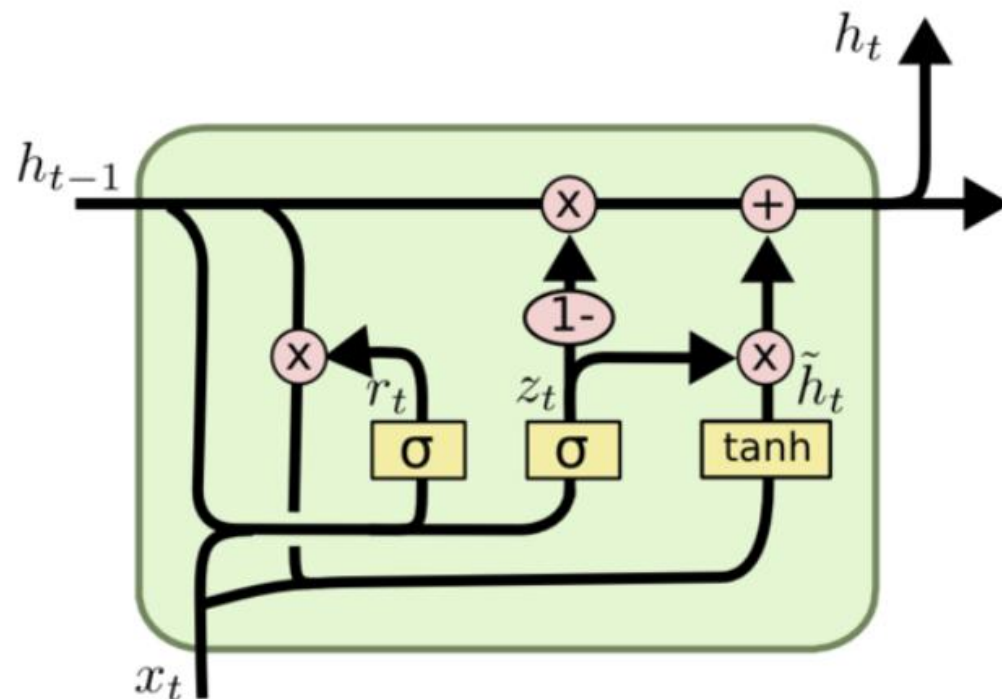 h_t
h_{t-1}
x
+
1-
x
r_t
z_t
x
h̃_t
σ
σ
tanh
x_t